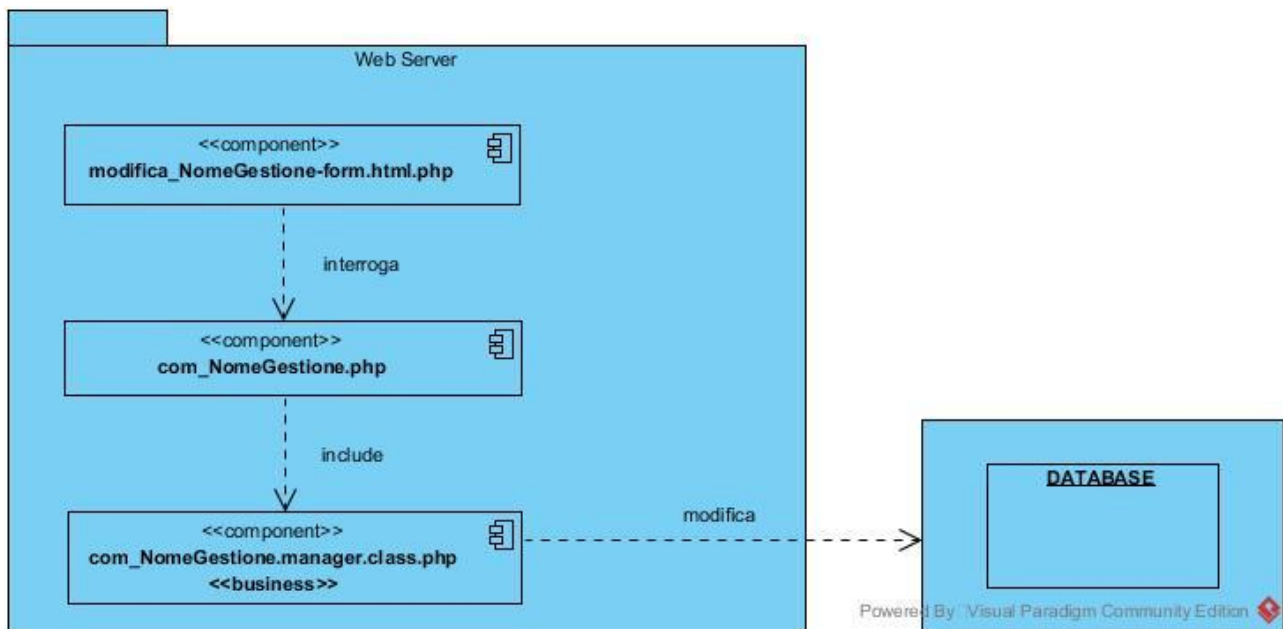 Web Server
<<component>>
modifica_NomeGestione-form.html.php
interroga
<<component>>
com_NomeGestione.php
include
<<component>>
com_NomeGestione.manager.class.php
<<business>>
modifica
DATABASE
Powered By Visual Paradigm Community Edition